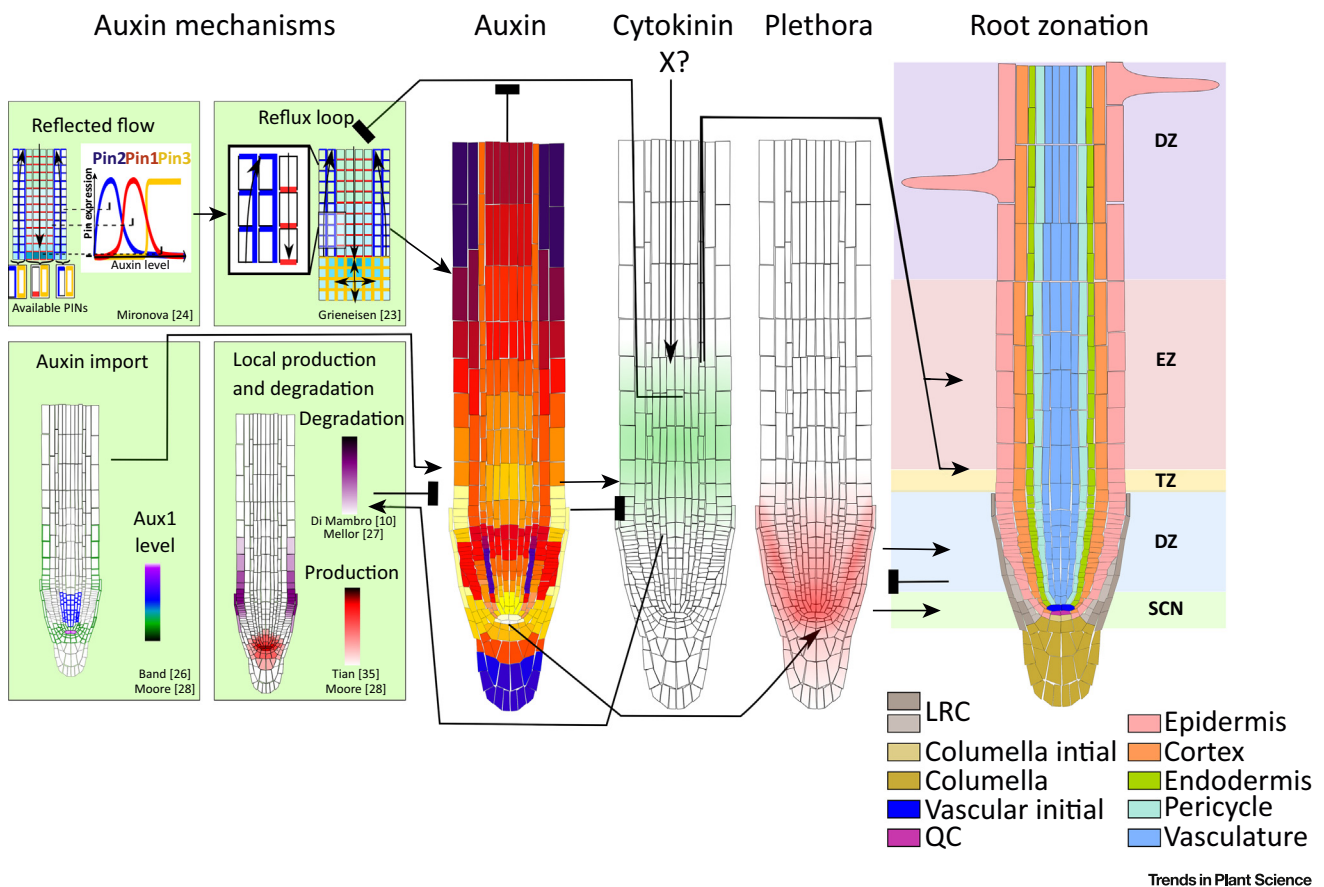 Auxin mechanisms
Auxin
Cytokinin
Plethora
Root zonation
X?
Reflected flow
Pin2Pin1Pin3
Pin expression
Auxin level
Available PINs
Mironova [24]
Reflux loop
Grieneisen [23]
Auxin import
Aux1
level
Band [26]
Moore [28]
Local production
and degradation
Degradation
Di Mambro [10]
Mellor [27]
Production
Tian [35]
Moore [28]
DZ
EZ
TZ
DZ
SCN
LRC
Columella intial
Columella
Vascular initial
QC
Epidermis
Cortex
Endodermis
Pericycle
Vasculature
Trends in Plant Science